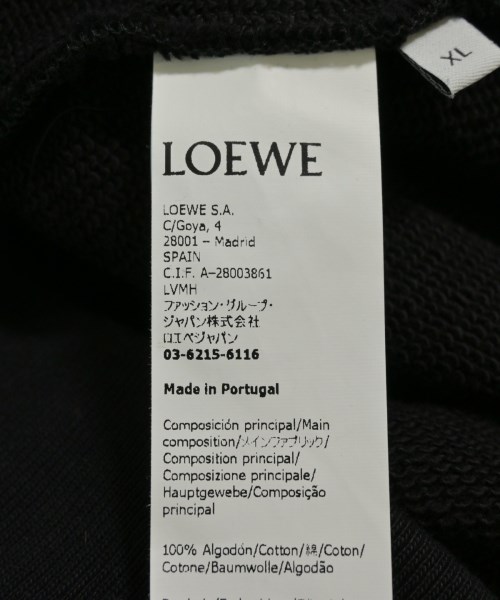 XL
LOEWE
LOEWE S.A.
C/Goya, 4
28001 – Madrid
SPAIN
C.I.F. A–28003861
LVMH
ファッション・グループ・
ジャパン株式会社
ロエベジャパン
03-6215-6116
Made in Portugal
Composición principal/Main
composition/メインファブリック/
Composition principal/
Composizione principale/
Hauptgewebe/Composição
principal
100% Algodón/Cotton/綿/Coton/
Cotone/Baumwolle/Algodão